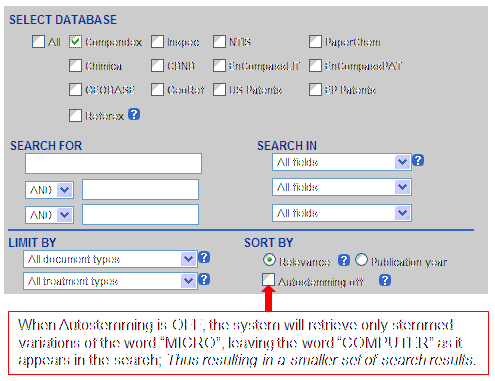 SELECT DATABASE
All Compendex Inspec NTIS PaperChem
Chimica CBNB EnCompassLIT EnCompassPAT
GEOBASE GeoRef US Patents EP Patents
Referex ?
SEARCH FOR SEARCH IN
All fields ?
AND All fields
AND All fields
LIMIT BY SORT BY
All document types ? Relevance ? Publication year
All treatment types ? Autostemming off ?
When Autostemming is OFF, the system will retrieve only stemmed
variations of the word “MICRO”, leaving the word “COMPUTER” as it
appears in the search; Thus resulting in a smaller set of search results.